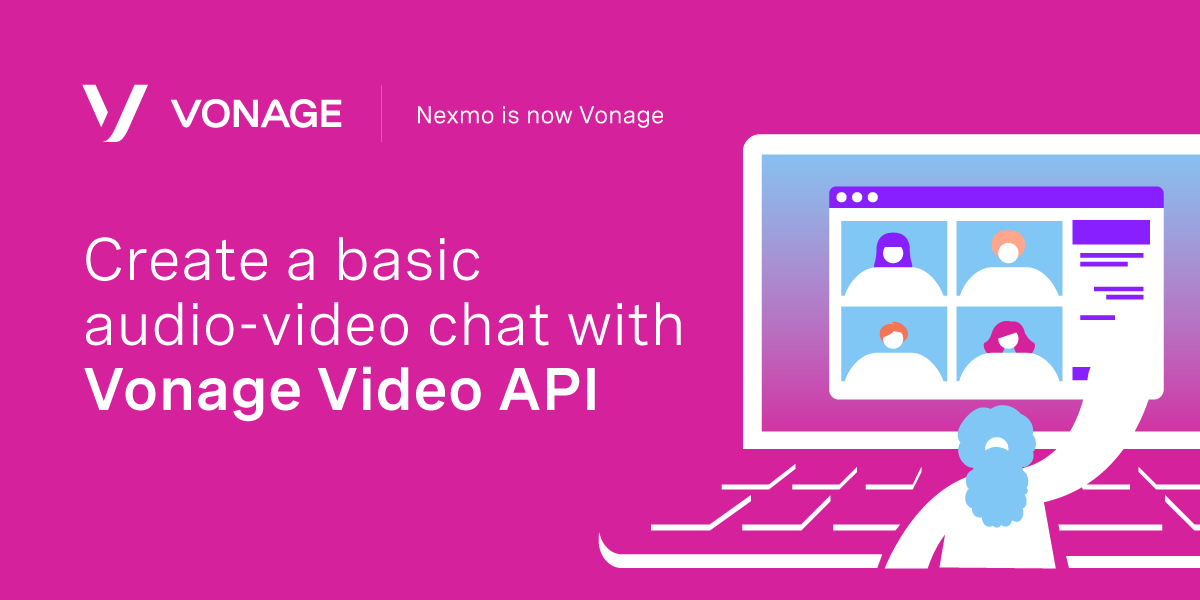 VONAGE
Nexmo is now Vonage
Create a basic
audio-video chat with
Vonage Video API